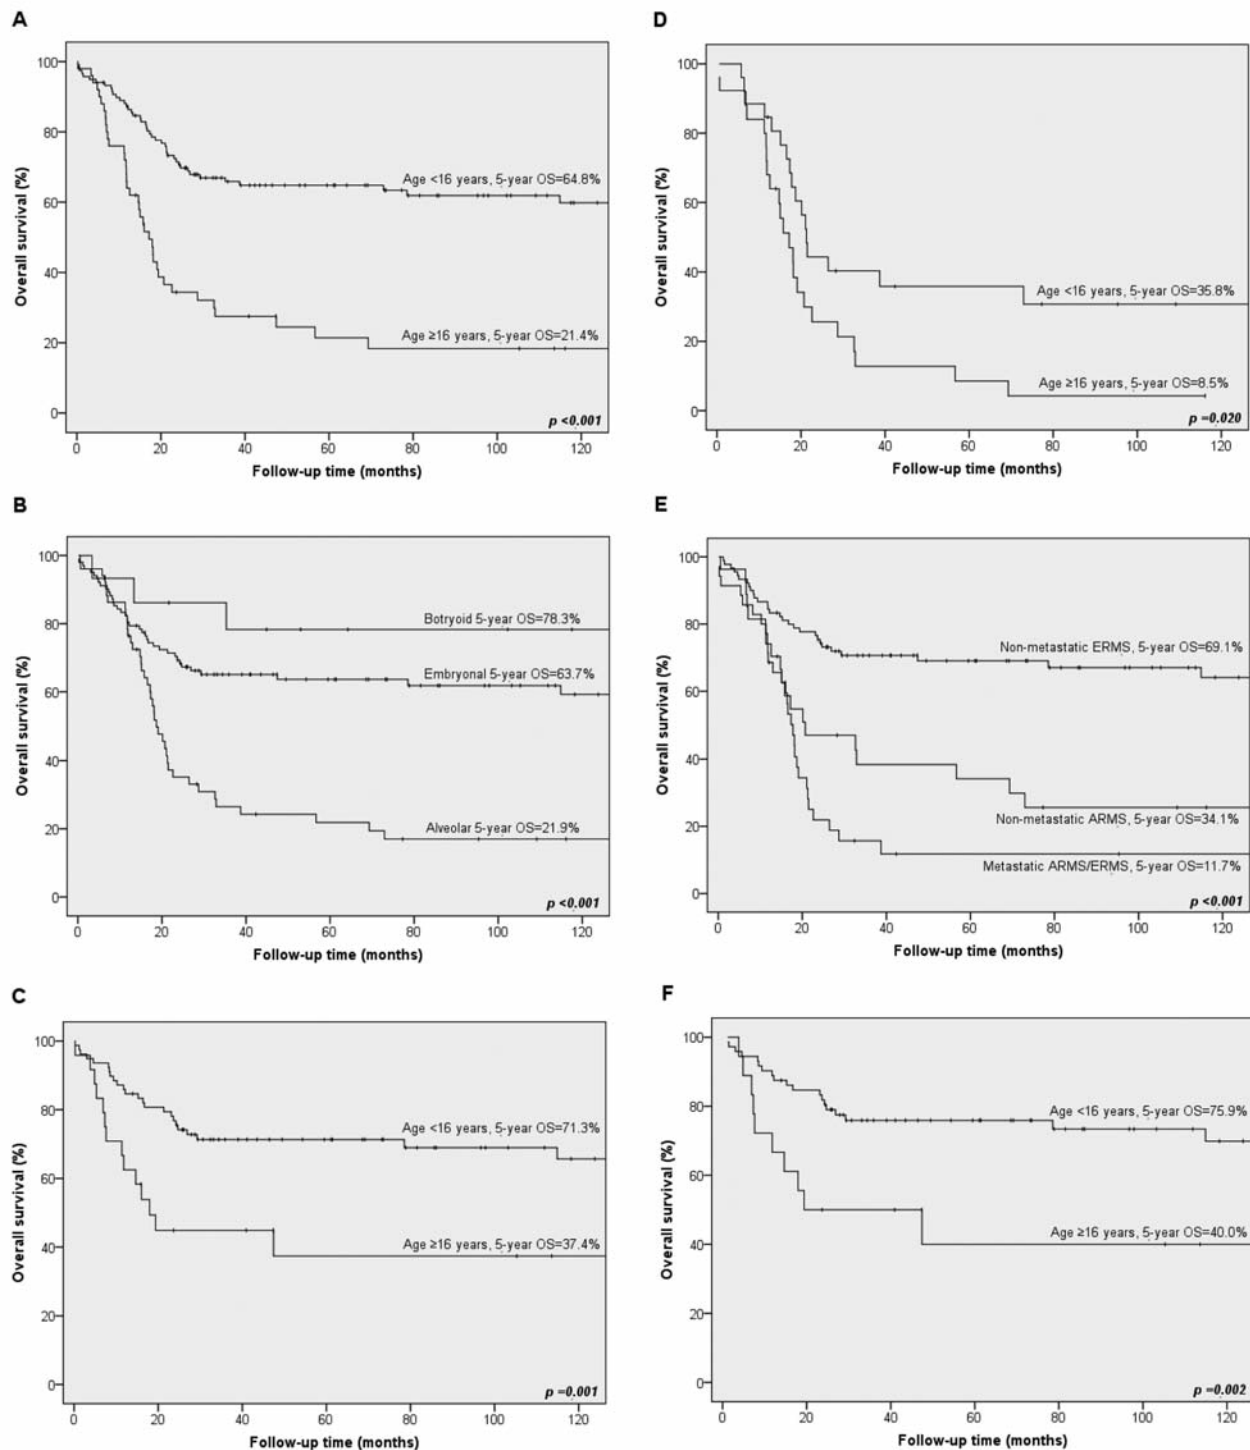 A
100
80
60
40
20
0
Overall survival (%)
Age <16 years, 5-year OS=64.8%
Age ≥16 years, 5-year OS=21.4%
p <0.001
0 20 40 60 80 100 120
Follow-up time (months)
D
100
80
60
40
20
0
Overall survival (%)
Age <16 years, 5-year OS=35.8%
Age ≥16 years, 5-year OS=8.5%
p =0.020
0 20 40 60 80 100 120
Follow-up time (months)
B
100
80
60
40
20
0
Overall survival (%)
Botryoid 5-year OS=78.3%
Embryonal 5-year OS=63.7%
Alveolar 5-year OS=21.9%
p <0.001
0 20 40 60 80 100 120
Follow-up time (months)
E
100
80
60
40
20
0
Overall survival (%)
Non-metastatic ERMS, 5-year OS=69.1%
Non-metastatic ARMS, 5-year OS=34.1%
Metastatic ARMS/ERMS, 5-year OS=11.7%
p <0.001
0 20 40 60 80 100 120
Follow-up time (months)
C
100
80
60
40
20
0
Overall survival (%)
Age <16 years, 5-year OS=71.3%
Age ≥16 years, 5-year OS=37.4%
p =0.001
0 20 40 60 80 100 120
Follow-up time (months)
F
100
80
60
40
20
0
Overall survival (%)
Age <16 years, 5-year OS=75.9%
Age ≥16 years, 5-year OS=40.0%
p =0.002
0 20 40 60 80 100 120
Follow-up time (months)